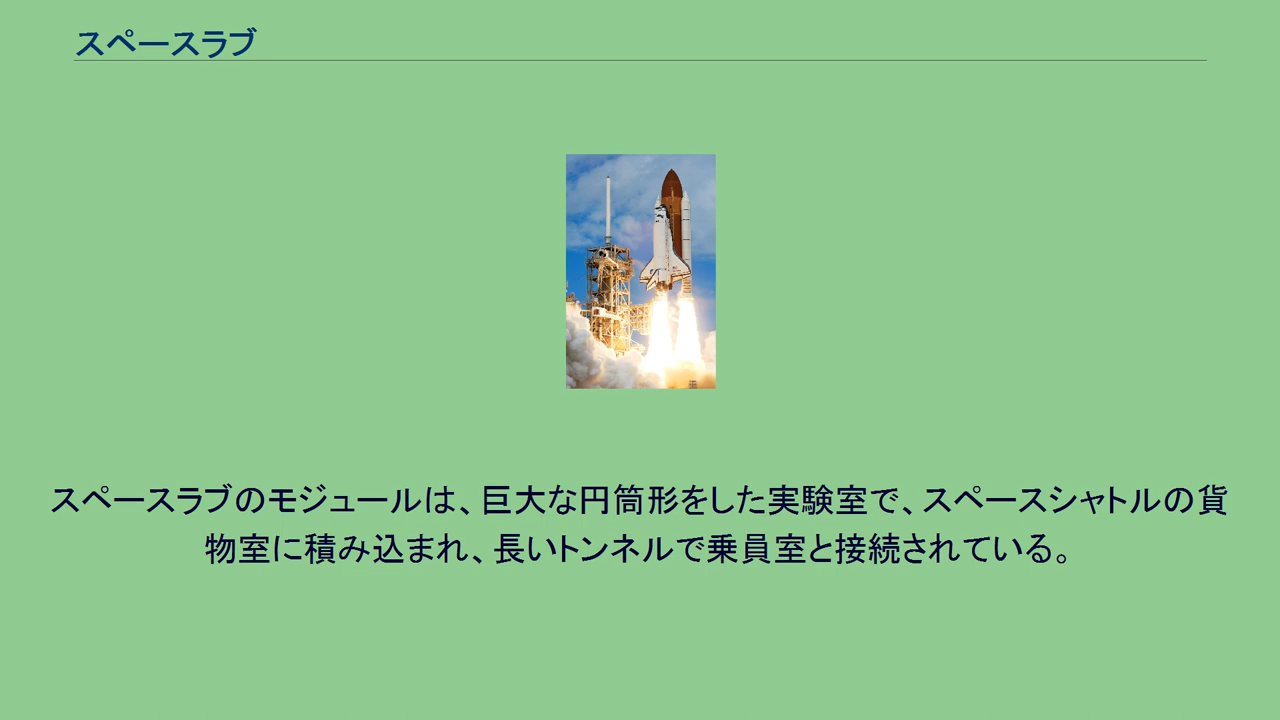 スペースラブ
スペースラブのモジュールは、巨大な円筒形をした実験室で、スペースシャトルの貨
物室に積み込まれ、長いトンネルで乗員室と接続されている。